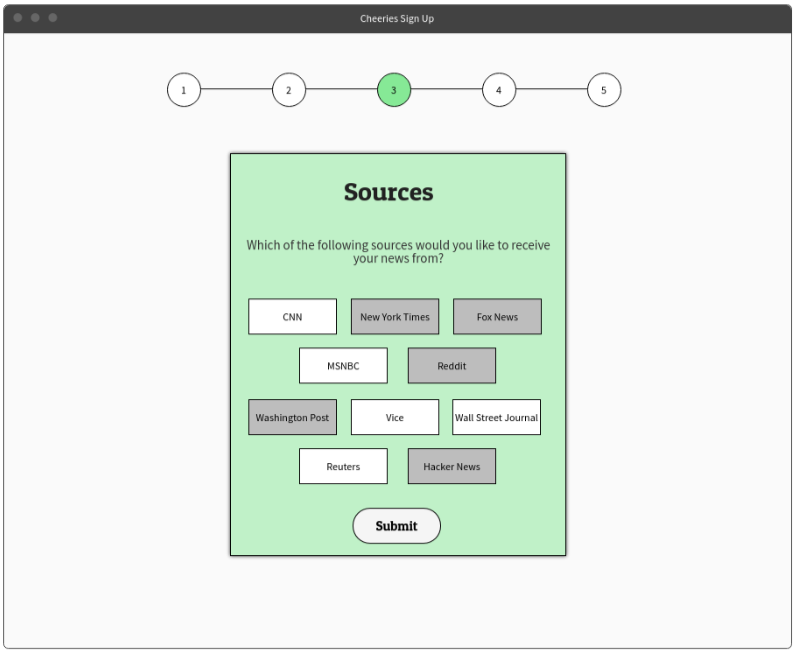 Cheeries Sign Up
1 2 3 4 5
Sources
Which of the following sources would you like to receive
your news from?
CNN New York Times Fox News
MSNBC Reddit
Washington Post Vice Wall Street Journal
Reuters Hacker News
Submit